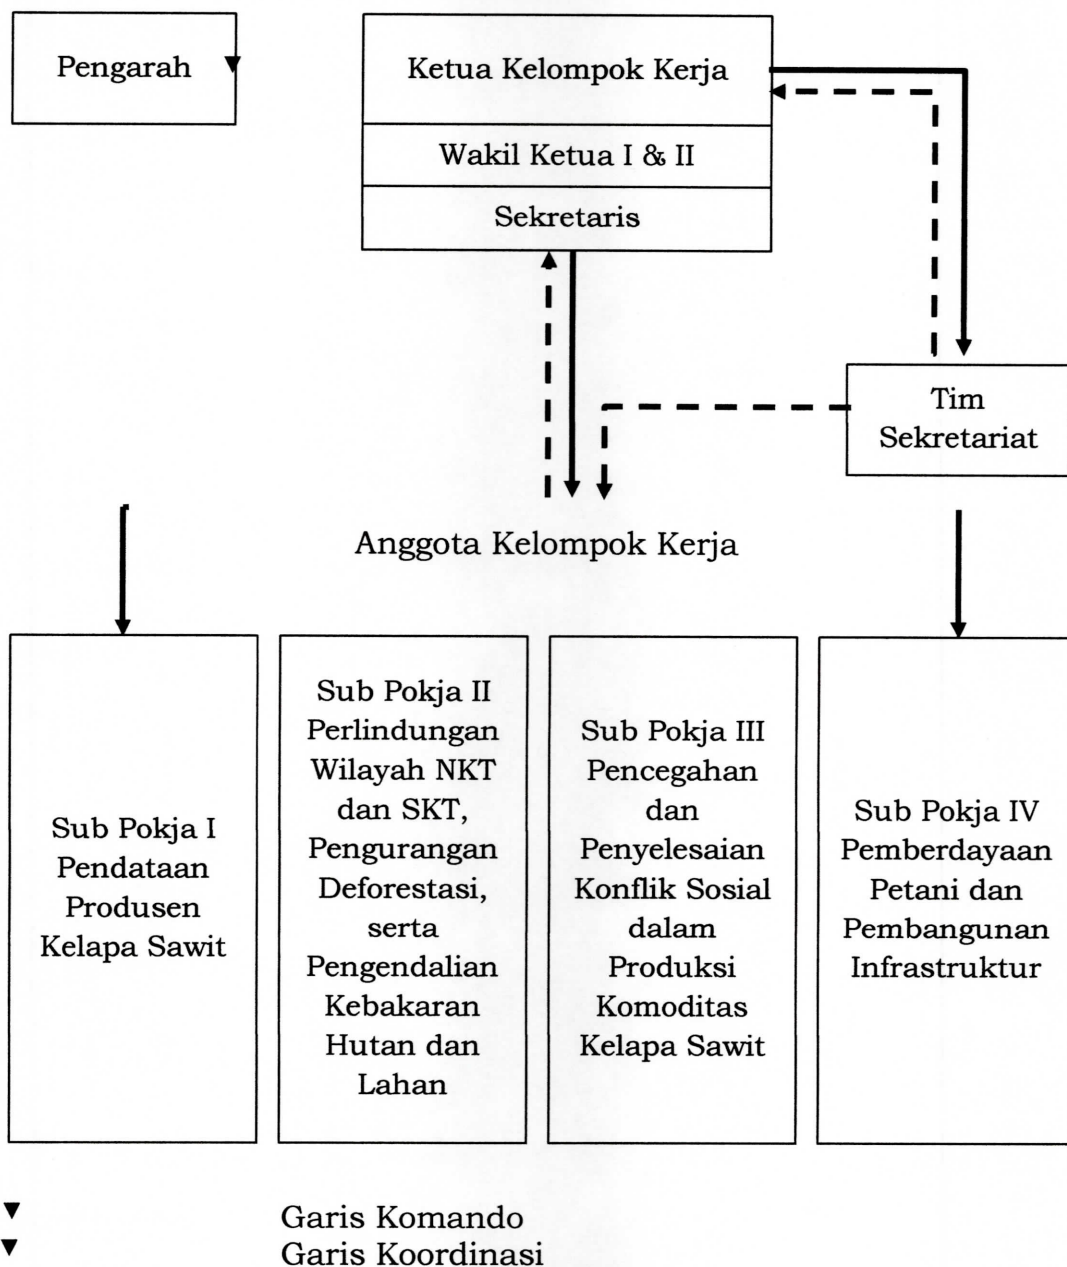 Pengarah
Ketua Kelompok Kerja
Wakil Ketua I & II
Sekretaris
Tim
Sekretariat
Anggota Kelompok Kerja
Sub Pokja I
Pendataan
Produsen
Kelapa Sawit
Sub Pokja II
Perlindungan
Wilayah NKT
dan SKT,
Pengurangan
Deforestasi,
serta
Pengendalian
Kebakaran
Hutan dan
Lahan
Sub Pokja III
Pencegahan
dan
Penyelesaian
Konflik Sosial
dalam
Produksi
Komoditas
Kelapa Sawit
Sub Pokja IV
Pemberdayaan
Petani dan
Pembangunan
Infrastruktur
Garis Komando
Garis Koordinasi